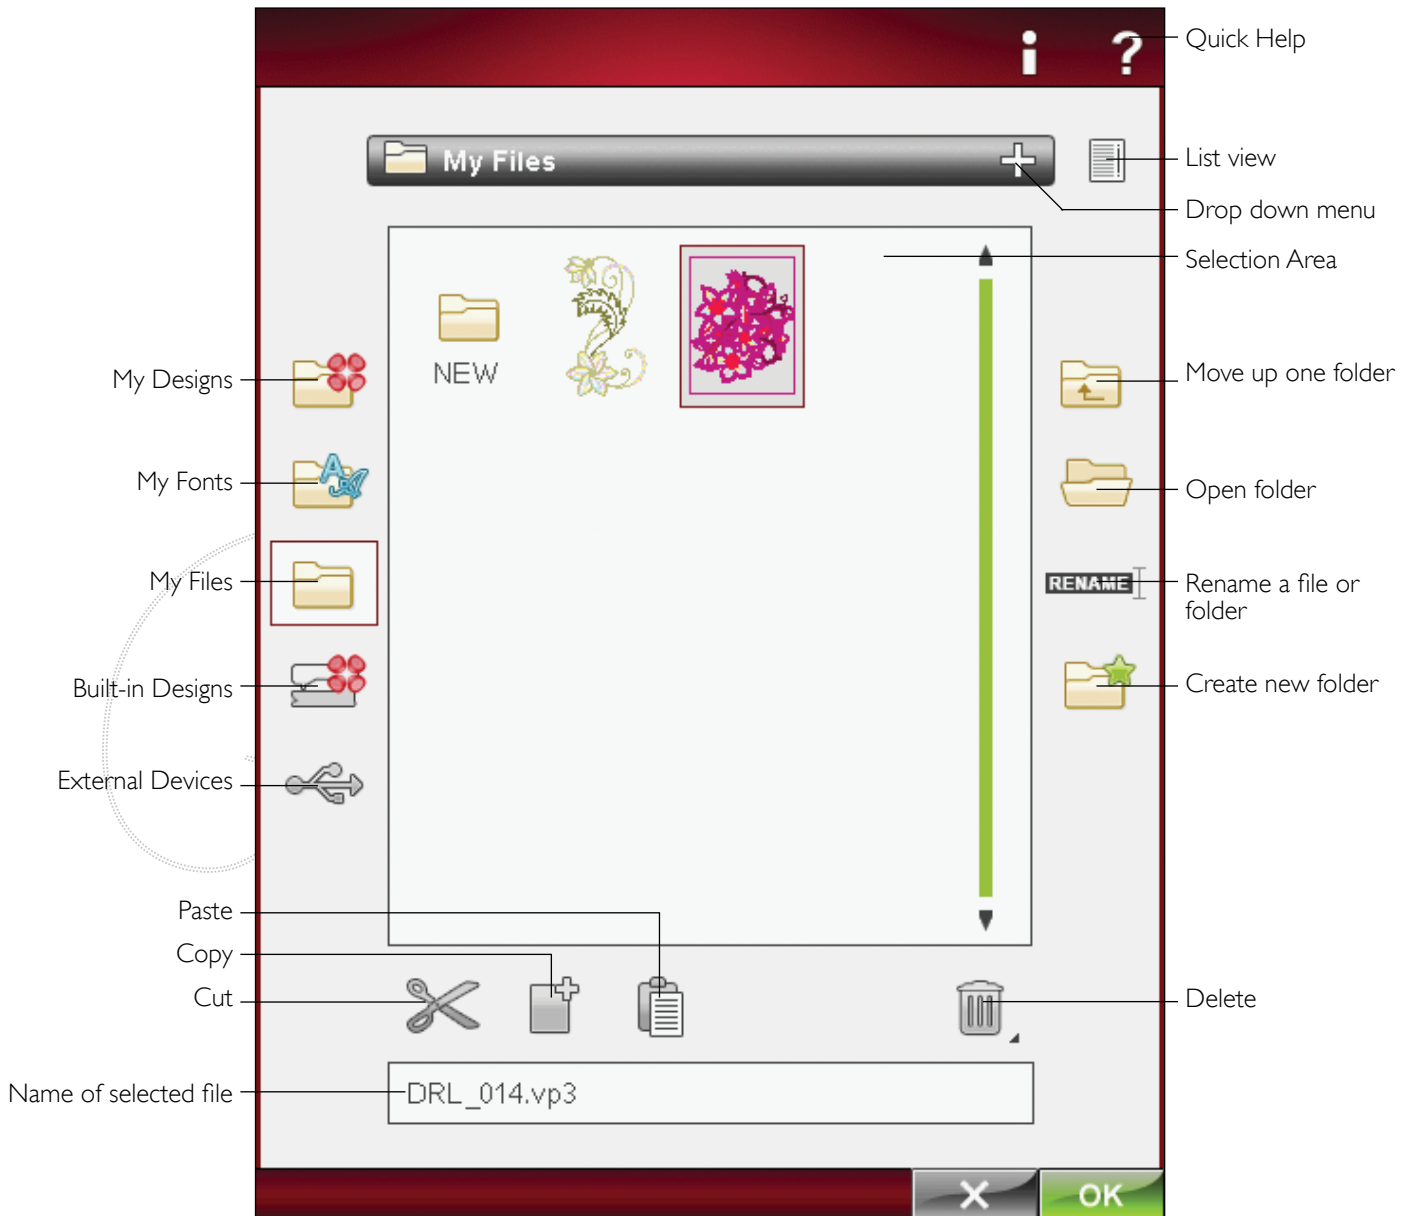 i ?
Quick Help
My Files
List view
Drop down menu
Selection Area
NEW
My Designs
Move up one folder
My Fonts
A A
Open folder
My Files
RENAME
Rename a file or
folder
Built-in Designs
Create new folder
External Devices
Paste
Copy
Cut
Delete
Name of selected file
DRL_014.vp3
X OK